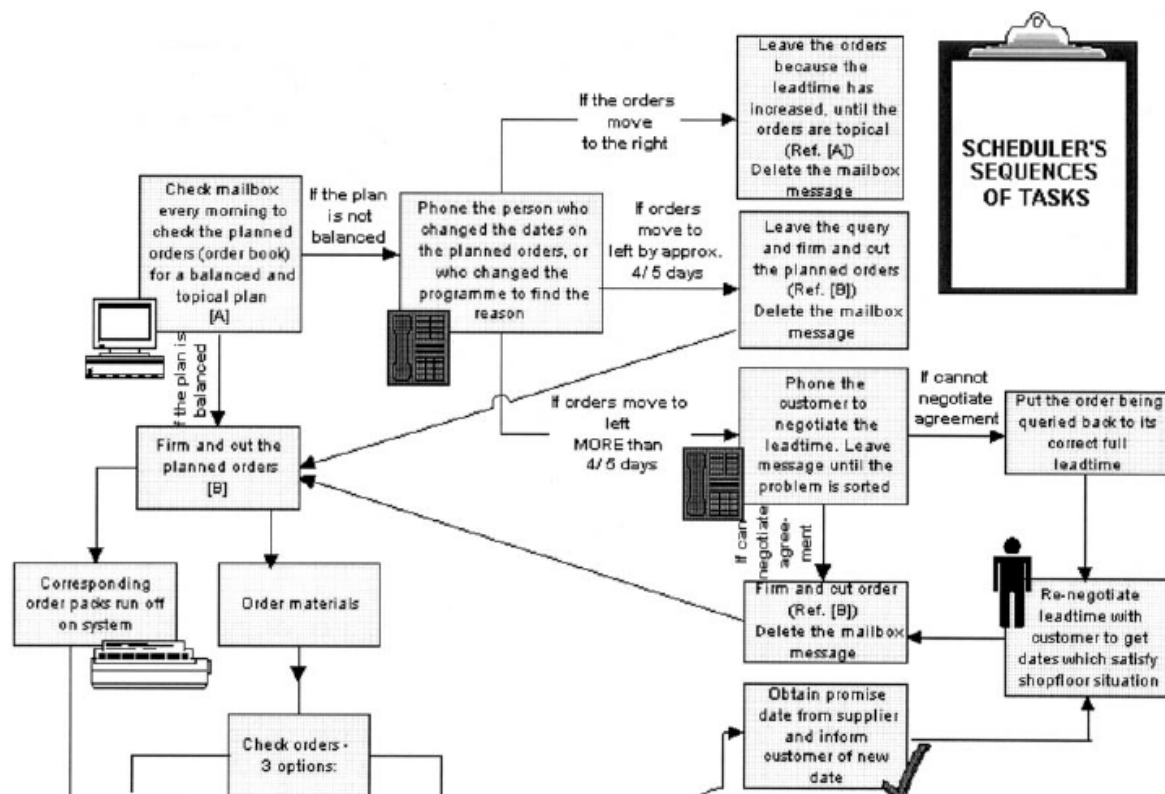 SCHEDULER'S
SEQUENCES
OF TASKS
Check mailbox
every morning to
check the planned
orders (order book)
for a balanced and
topical plan
[A]
If the plan
is not
balanced
Phone the person who
changed the dates on
the planned orders, or
who changed the
programme to find the
reason
If the orders
move
to the right
Leave the orders
because the
leadtime has
increased, until the
orders are topical
(Ref. [A])
Delete the mailbox
message
If orders
move to
left by approx.
4/5 days
Leave the query
and firm and cut
the planned orders
(Ref. [B])
Delete the mailbox
message
If orders move to
left
MORE than
4/5 days
Phone the
customer to
negotiate the
leadtime. Leave
message until the
problem is sorted
If cannot
negotiate
agreement
Put the order being
queried back to its
correct full
leadtime
If can
negotiate
agree-
ment
Firm and cut order
(Ref. [B])
Delete the mailbox
message
Re-negotiate
leadtime with
customer to get
dates which satisfy
shopfloor situation
Obtain promise
date from supplier
and inform
customer of new
date
If the plan is
balanced
Firm and cut the
planned orders
[B]
Corresponding
order packs run off
on system
Order materials
Check orders -
3 options: